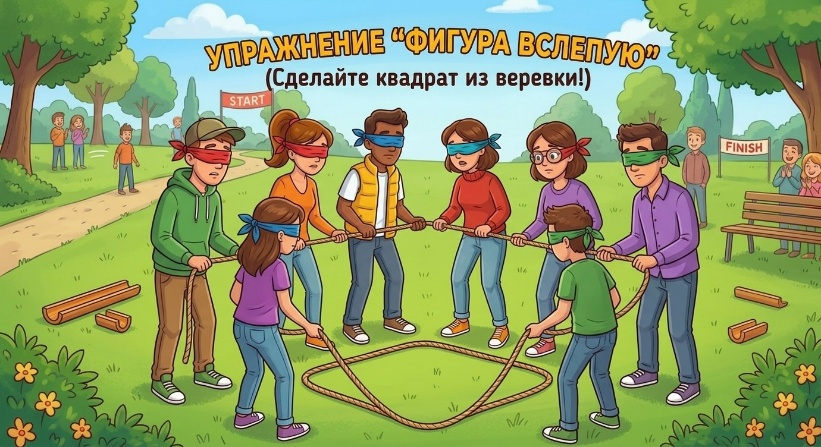 УПРАЖНЕНИЕ “ФИГУРА ВСЛЕПУЮ”
(Сделайте квадрат из веревки!)
START
FINISH